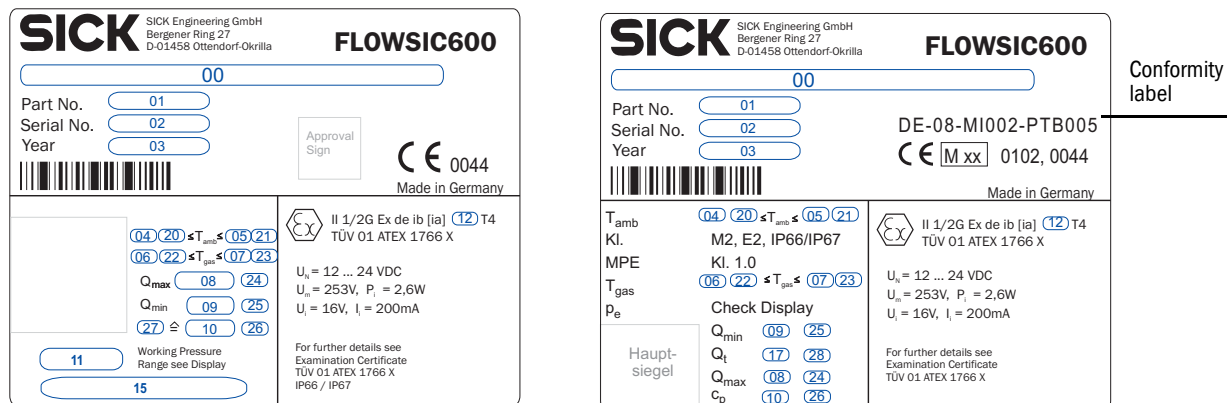 SICK
SICK Engineering GmbH
Bergener Ring 27
D-01458 Ottendorf-Okrilla
FLOWSIC600
00
Part No. 01
Serial No. 02
Year 03
Approval
Sign
CE 0044
Made in Germany
04 20 ≤Tamb≤ 05 21
06 22 ≤Tgas≤ 07 23
Qmax 08 24
Qmin 09 25
27 ≙ 10 26
11
Working Pressure
Range see Display
15
Ex II 1/2G Ex de ib [ia] 12 T4
TÜV 01 ATEX 1766 X
UN = 12 ... 24 VDC
Um = 253V, Pi = 2,6W
Ui = 16V, Ii = 200mA
For further details see
Examination Certificate
TÜV 01 ATEX 1766 X
IP66 / IP67
SICK
SICK Engineering GmbH
Bergener Ring 27
D-01458 Ottendorf-Okrilla
FLOWSIC600
00
Part No. 01
Serial No. 02
Year 03
DE-08-MI002-PTB005
CE M xx 0102, 0044
Made in Germany
Conformity
label
Tamb 04 20 ≤Tamb≤ 05 21
Kl. M2, E2, IP66/IP67
MPE Kl. 1.0
Tgas 06 22 ≤Tgas≤ 07 23
pe Check Display
Qmin 09 25
Qt 17 28
Qmax 08 24
cp 10 26
Haupt-
siegel
Ex II 1/2G Ex de ib [ia] 12 T4
TÜV 01 ATEX 1766 X
UN = 12 ... 24 VDC
Um = 253V, Pi = 2,6W
Ui = 16V, Ii = 200mA
For further details see
Examination Certificate
TÜV 01 ATEX 1766 X